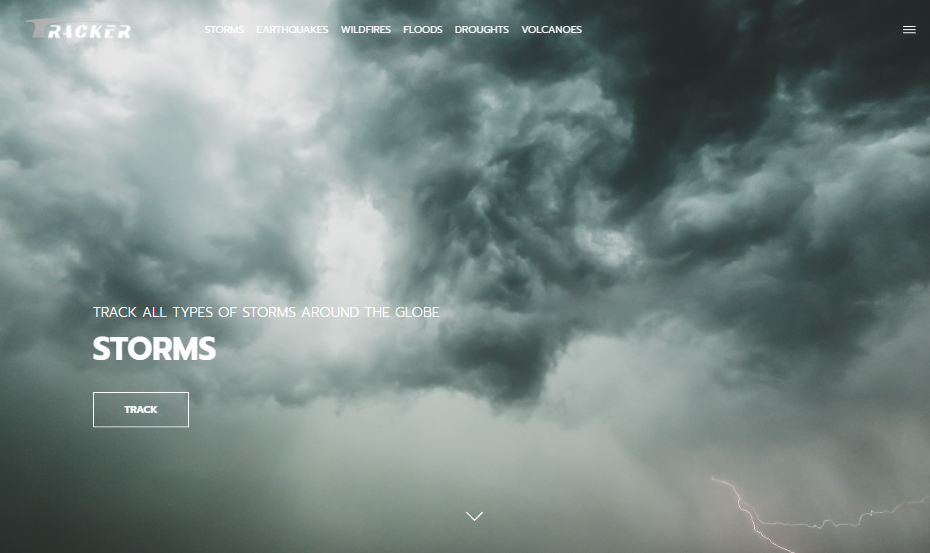 TRACKER
STORMS EARTHQUAKES WILDFIRES FLOODS DROUGHTS VOLCANOES
TRACK ALL TYPES OF STORMS AROUND THE GLOBE
STORMS
TRACK